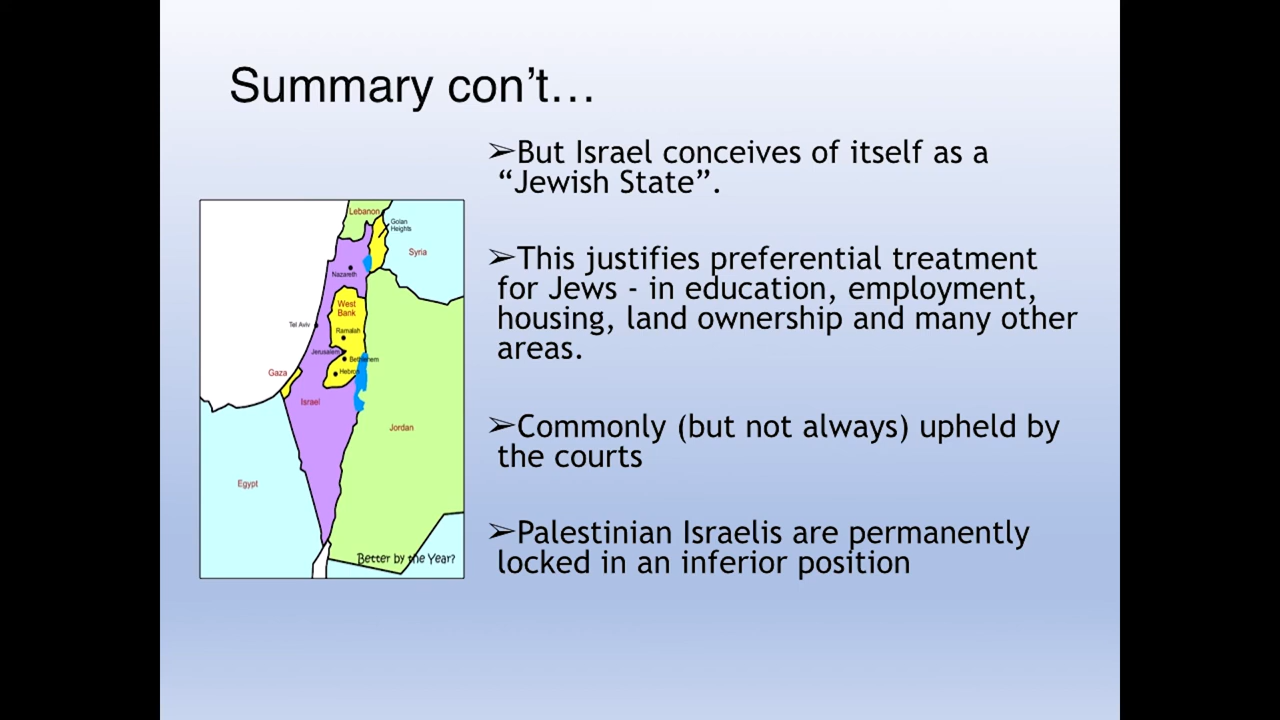 Summary con’t…
➢But Israel conceives of itself as a
“Jewish State”.
➢This justifies preferential treatment
for Jews - in education, employment,
housing, land ownership and many other
areas.
➢Commonly (but not always) upheld by
the courts
➢Palestinian Israelis are permanently
locked in an inferior position
Lebanon
Golan
Heights
Syria
Nazareth
West
Bank
Tel Aviv
Ramalah
Jerusalem
Bethlehem
Gaza
Hebron
Israel
Jordan
Egypt
Better by the Year?